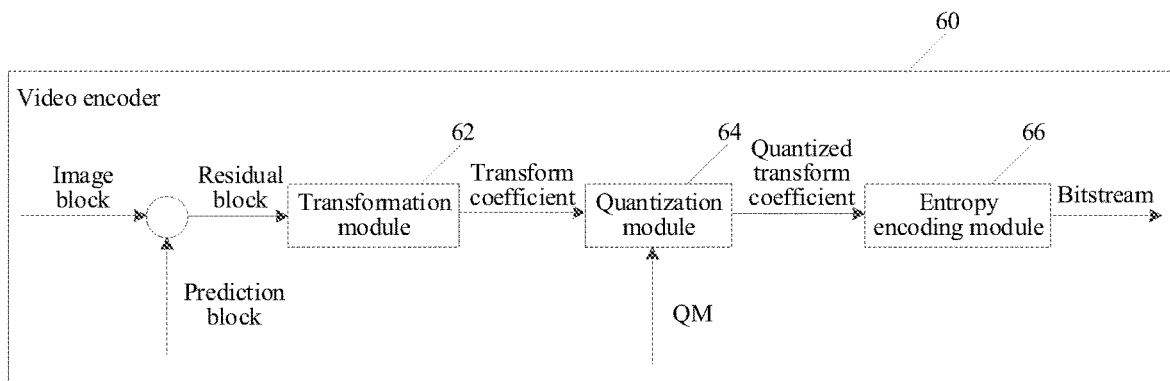 60
Video encoder
62
64
66
Image
block
Residual
block
Transformation
module
Transform
coefficient
Quantization
module
Quantized
transform
coefficient
Entropy
encoding module
Bitstream
Prediction
block
QM